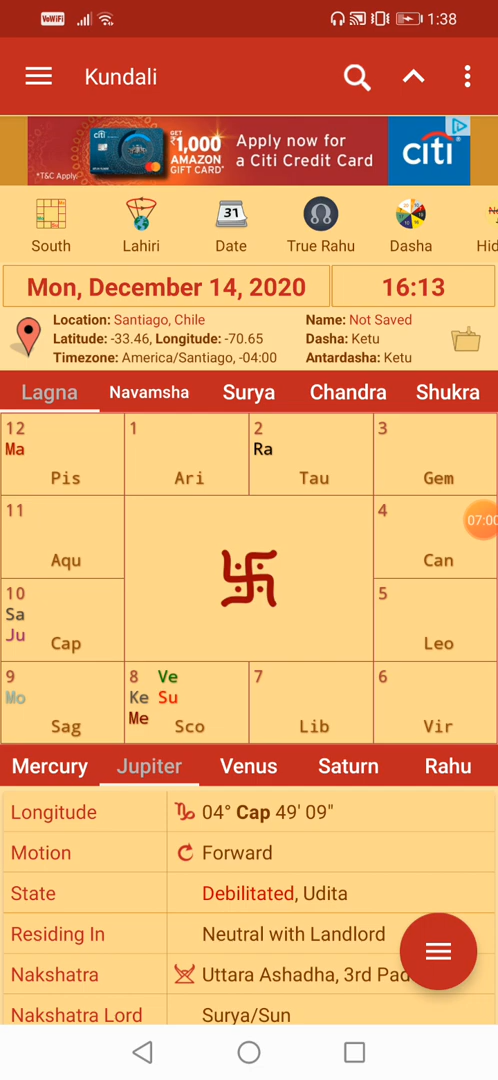 VoWiFi 1:38
Kundali
citi GET ₹1,000 AMAZON GIFT CARD* Apply now for a Citi Credit Card citi
*T&C Apply
South Lahiri 31 Date True Rahu Dasha Hid
Mon, December 14, 2020 16:13
Location: Santiago, Chile Name: Not Saved
Latitude: -33.46, Longitude: -70.65 Dasha: Ketu
Timezone: America/Santiago, -04:00 Antardasha: Ketu
Lagna Navamsha Surya Chandra Shukra
12 1 2 3
Ma Ra
Pis Ari Tau Gem
11 4
07:00
Aqu Can
10 5
Sa
Ju
Cap Leo
9 8 Ve 7 6
Mo Ke Su
Me
Sag Sco Lib Vir
Mercury Jupiter Venus Saturn Rahu
Longitude 04° Cap 49' 09"
Motion Forward
State Debilitated, Udita
Residing In Neutral with Landlord
Nakshatra Uttara Ashadha, 3rd Pad
Nakshatra Lord Surya/Sun